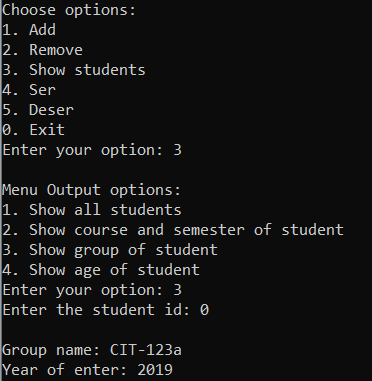 Choose options:
1. Add
2. Remove
3. Show students
4. Ser
5. Deser
0. Exit
Enter your option: 3

Menu Output options:
1. Show all students
2. Show course and semester of student
3. Show group of student
4. Show age of student
Enter your option: 3
Enter the student id: 0

Group name: CIT-123a
Year of enter: 2019